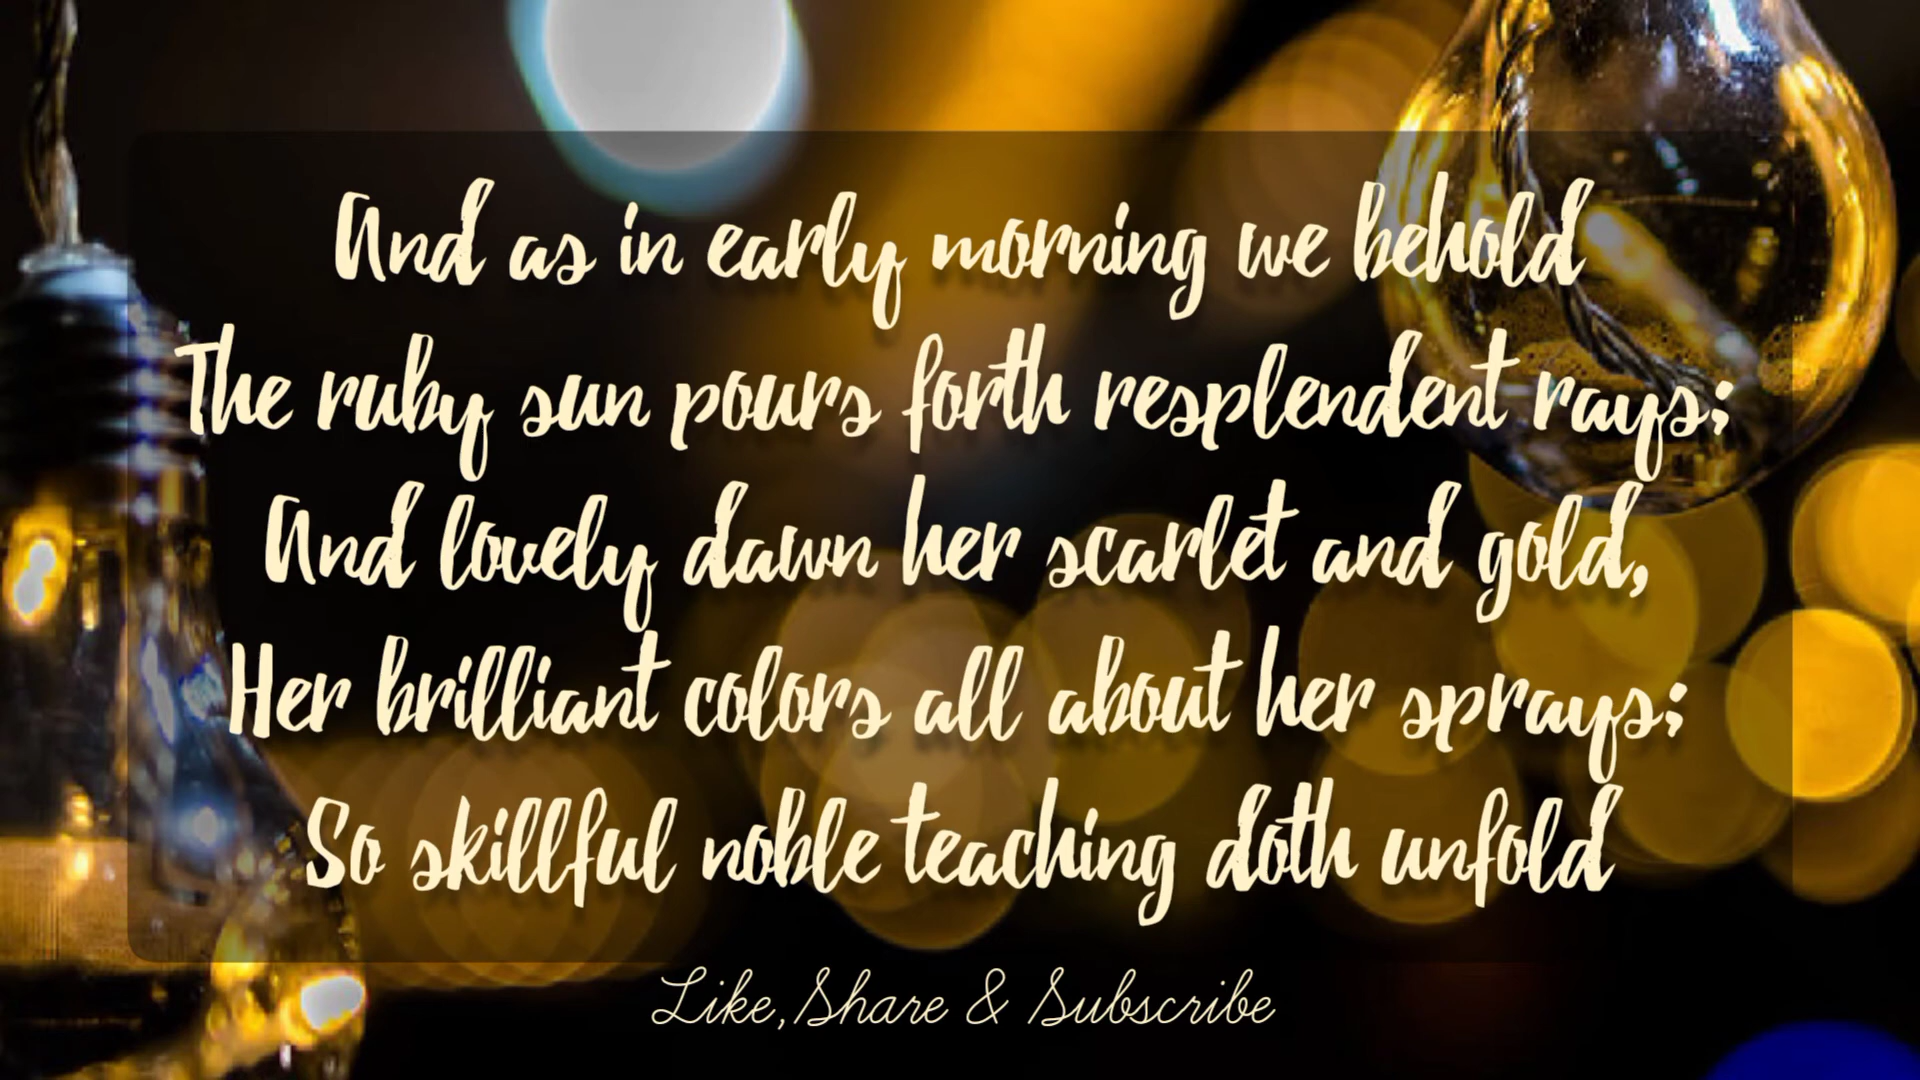 And as in early morning we behold
The ruby sun pours forth resplendent rays;
And lovely dawn her scarlet and gold,
Her brilliant colors all about her sprays;
So skillful noble teaching doth unfold
Like, Share & Subscribe